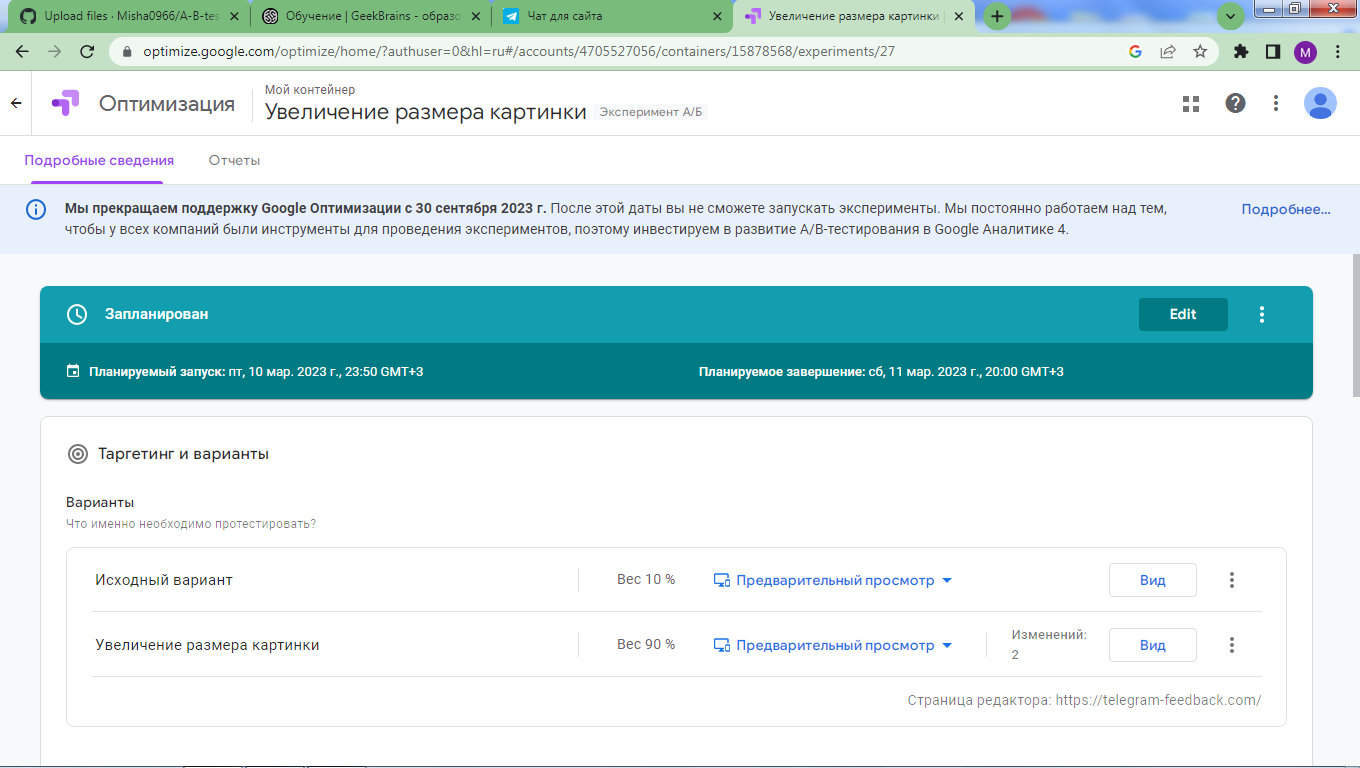 Upload files · Misha0966/A-B-tes
Обучение | GeekBrains - образо
Чат для сайта
Увеличение размера картинки |
optimize.google.com/optimize/home/?authuser=0&hl=ru#/accounts/4705527056/containers/15878568/experiments/27
M
Оптимизация
Мой контейнер
Увеличение размера картинки
Эксперимент А/Б
Подробные сведения
Отчеты
Мы прекращаем поддержку Google Оптимизации с 30 сентября 2023 г. После этой даты вы не сможете запускать эксперименты. Мы постоянно работаем над тем,
чтобы у всех компаний были инструменты для проведения экспериментов, поэтому инвестируем в развитие A/B-тестирования в Google Аналитике 4.
Подробнее...
Запланирован
Edit
Планируемый запуск: пт, 10 мар. 2023 г., 23:50 GMT+3
Планируемое завершение: сб, 11 мар. 2023 г., 20:00 GMT+3
Таргетинг и варианты
Варианты
Что именно необходимо протестировать?
Исходный вариант
Вес 10 %
Предварительный просмотр
Вид
Увеличение размера картинки
Вес 90 %
Предварительный просмотр
Изменений:
2
Вид
Страница редактора: https://telegram-feedback.com/